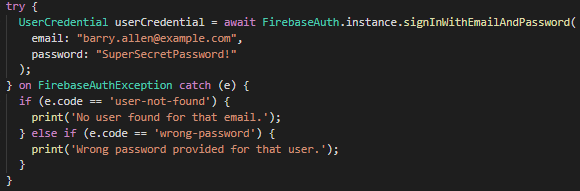 try {
  UserCredential userCredential = await FirebaseAuth.instance.signInWithEmailAndPassword(
    email: "barry.allen@example.com",
    password: "SuperSecretPassword!"
  );
} on FirebaseAuthException catch (e) {
  if (e.code == 'user-not-found') {
    print('No user found for that email.');
  } else if (e.code == 'wrong-password') {
    print('Wrong password provided for that user.');
  }
}